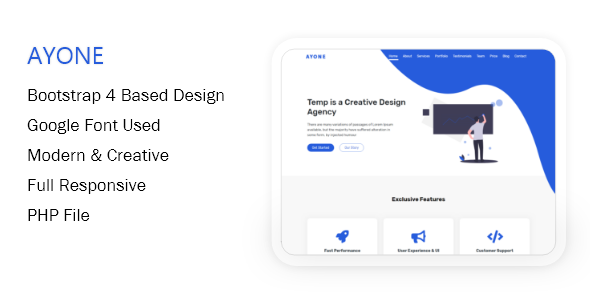 AYONE
Bootstrap 4 Based Design
Google Font Used
Modern & Creative
Full Responsive
PHP File
AYONE
Home About Services Portfolio Testimonials Team Price Blog Contact
Temp is a Creative Design
Agency
There are many variations of passages of Lorem Ipsum
available, but the majority have suffered alteration in
some form, by injected humour.
Get Started
Exclusive Features
Fast Performance
User Experience & UI
Customer Support